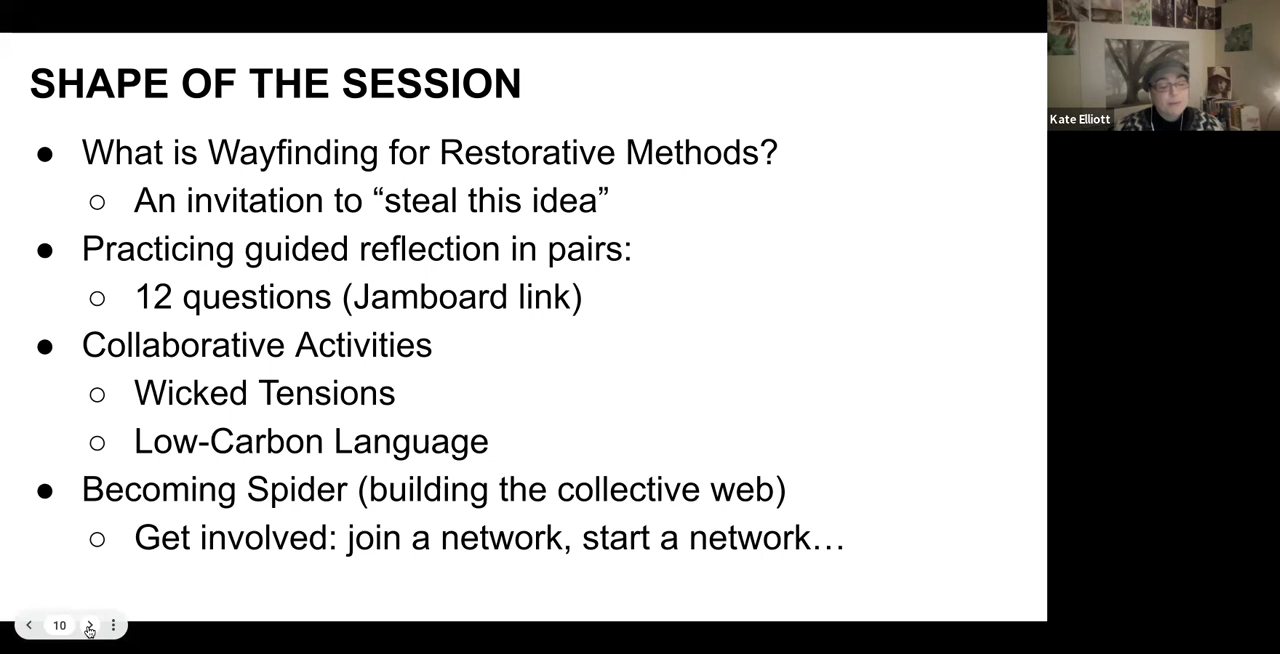 SHAPE OF THE SESSION
● What is Wayfinding for Restorative Methods?
○ An invitation to “steal this idea”
● Practicing guided reflection in pairs:
○ 12 questions (Jamboard link)
● Collaborative Activities
○ Wicked Tensions
○ Low-Carbon Language
● Becoming Spider (building the collective web)
○ Get involved: join a network, start a network…
Kate Elliott
10